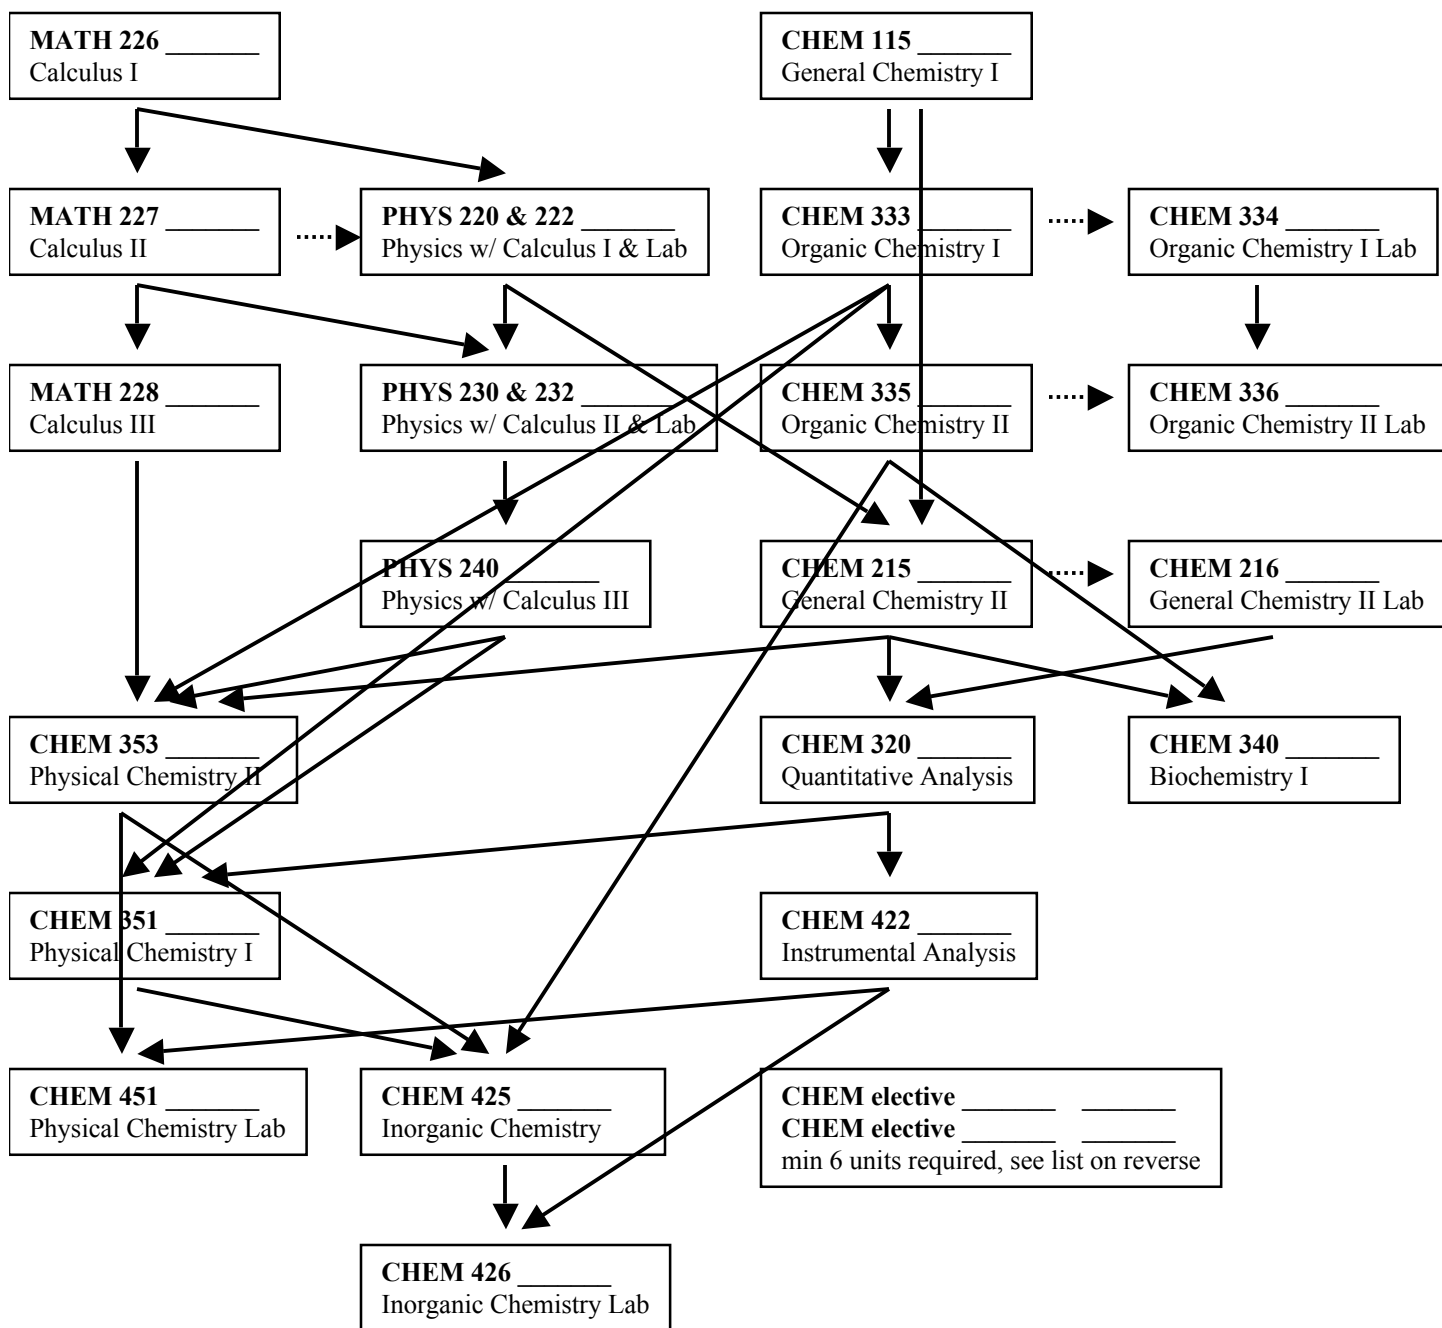 MATH 226 _______
Calculus I
CHEM 115 _______
General Chemistry I
MATH 227 _______
Calculus II
PHYS 220 & 222 _______
Physics w/ Calculus I & Lab
CHEM 333 _______
Organic Chemistry I
CHEM 334 _______
Organic Chemistry I Lab
MATH 228 _______
Calculus III
PHYS 230 & 232 _______
Physics w/ Calculus II & Lab
CHEM 335 _______
Organic Chemistry II
CHEM 336 _______
Organic Chemistry II Lab
PHYS 240 _______
Physics w/ Calculus III
CHEM 215 _______
General Chemistry II
CHEM 216 _______
General Chemistry II Lab
CHEM 353 _______
Physical Chemistry II
CHEM 320 _______
Quantitative Analysis
CHEM 340 _______
Biochemistry I
CHEM 351 _______
Physical Chemistry I
CHEM 422 _______
Instrumental Analysis
CHEM 451 _______
Physical Chemistry Lab
CHEM 425 _______
Inorganic Chemistry
CHEM elective _______ _______
CHEM elective _______ _______
min 6 units required, see list on reverse
CHEM 426 _______
Inorganic Chemistry Lab